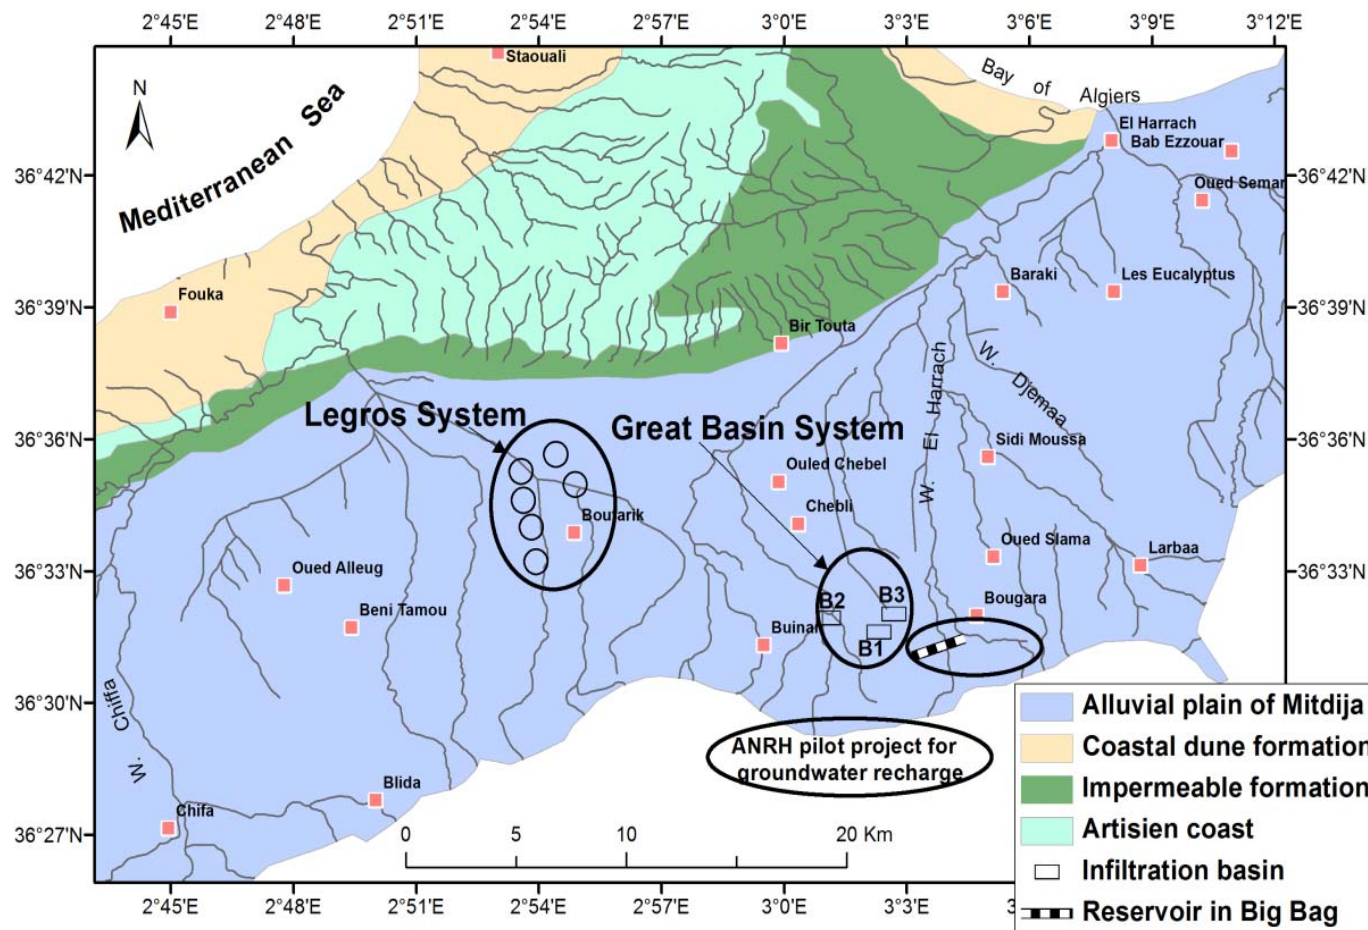 2°45'E 2°48'E 2°51'E 2°54'E 2°57'E 3°0'E 3°3'E 3°6'E 3°9'E 3°12'E
Staouali
Bay of Algiers
N
Mediterranean Sea
El Harrach
Bab Ezzouar
36°42'N
36°42'N
Oued Semar
Baraki
Les Eucalyptus
Fouka
36°39'N
36°39'N
Bir Touta
W. El Harrach
W. Djemaa
Legros System
Great Basin System
36°36'N
36°36'N
Sidi Moussa
Ouled Chebel
Chebli
Boufarik
Oued Slama
Larbaa
36°33'N
36°33'N
Oued Alleug
Beni Tamou
B2
B3
Bougara
Buinan
B1
W. Chiffa
36°30'N
Alluvial plain of Mitdija
ANRH pilot project for
groundwater recharge
Coastal dune formation
Blida
Impermeable formation
Chifa
36°27'N
0 5 10 20 Km
Artisien coast
Infiltration basin
Reservoir in Big Bag
2°45'E 2°48'E 2°51'E 2°54'E 2°57'E 3°0'E 3°3'E